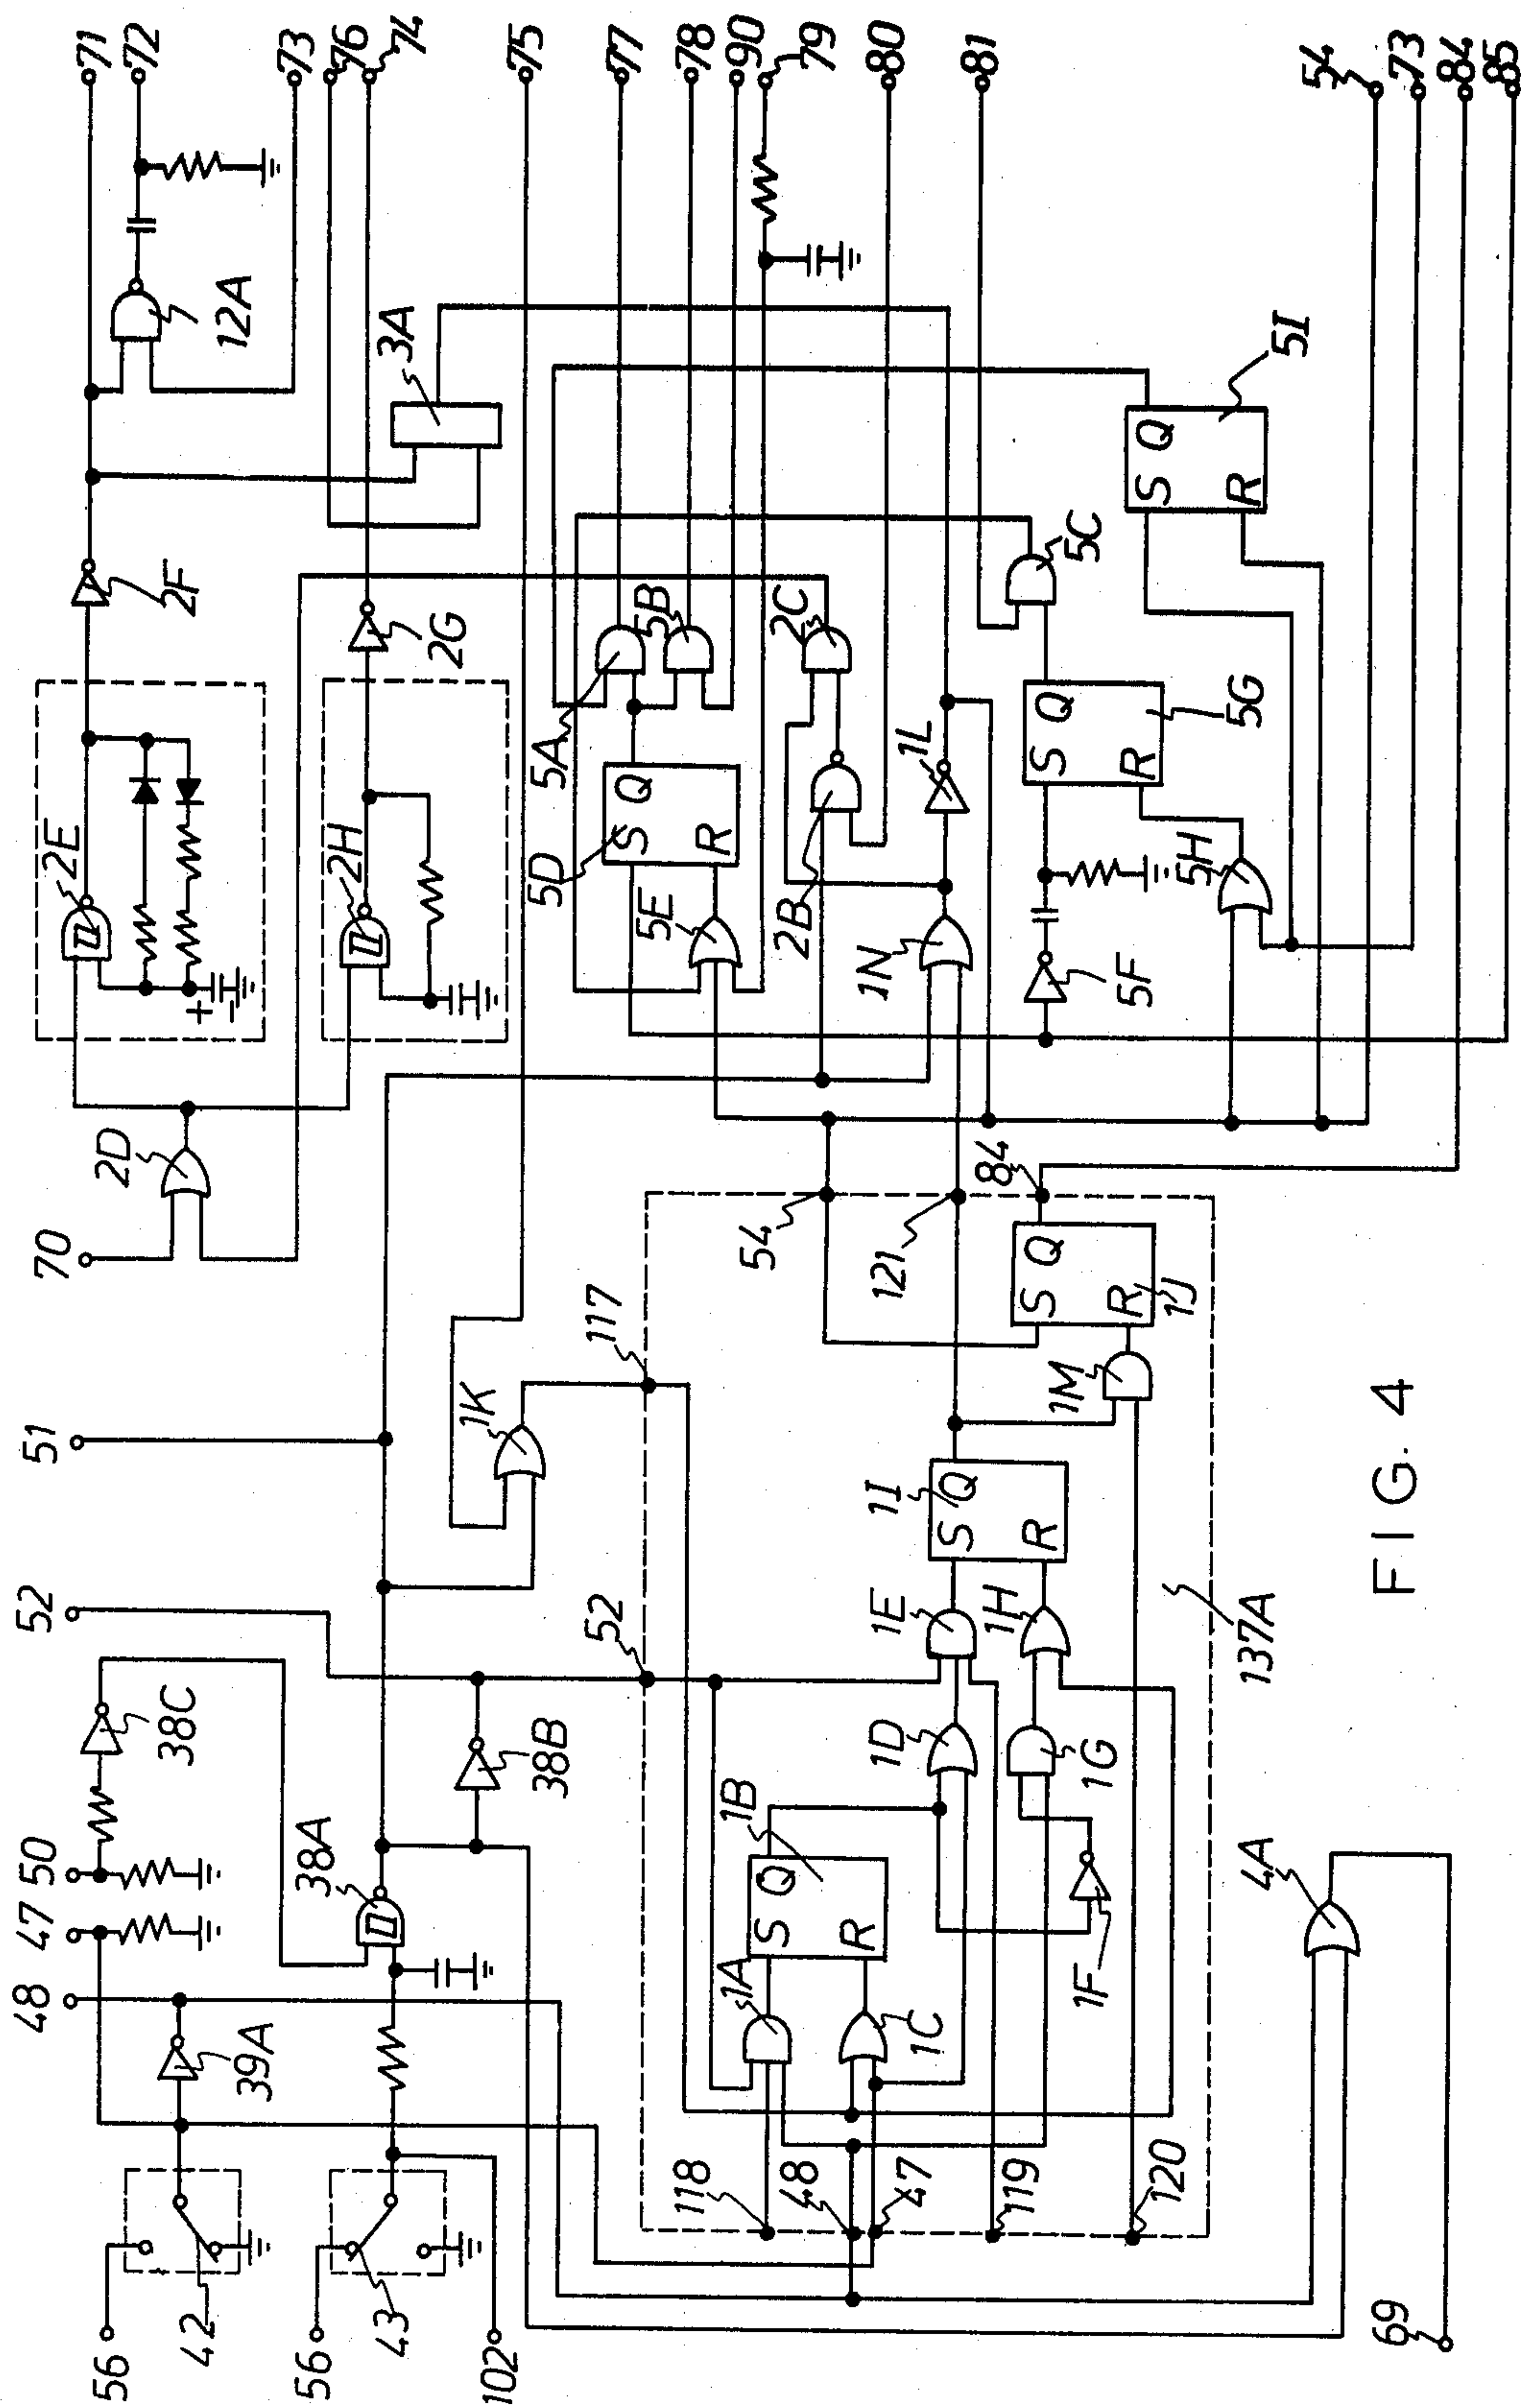 56
42
56
43
102
48
47
50
52
51
70
39A
38A
38C
38B
1K
117
52
2D
2E
2H
2F
2G
12A
3A
71
72
73
76
74
75
77
78
90
79
80
81
54
73
84
85
5A
5B
5D
S
Q
R
5E
2B
2C
1N
1L
5C
5F
5G
S
Q
R
5H
5I
S
Q
R
54
121
84
118
48
47
119
120
1A
1B
S
Q
R
1C
1D
1E
1F
1G
1H
1I
S
Q
R
1M
1J
S
Q
R
137A
4A
69
+
-
FIG. 4